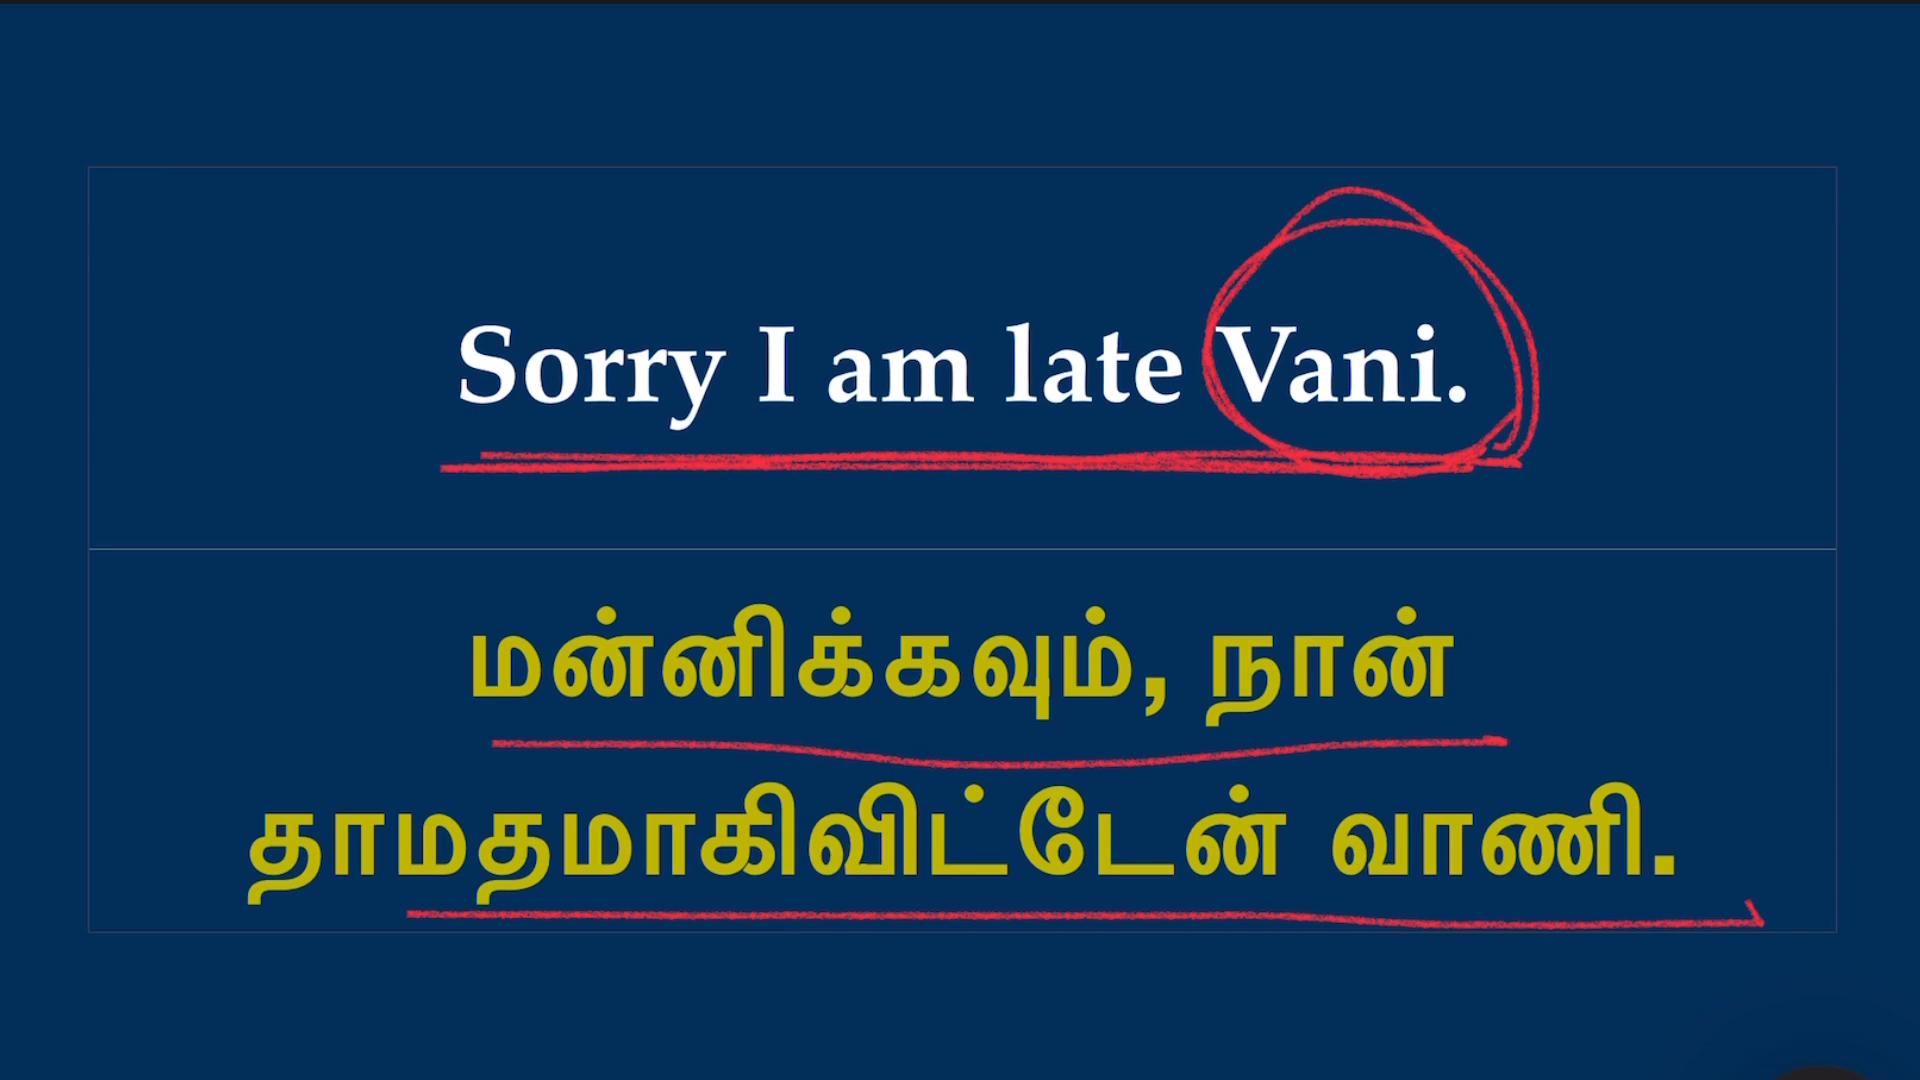 Sorry I am late Vani.
மன்னிக்கவும், நான்
தாமதமாகிவிட்டேன் வாணி.